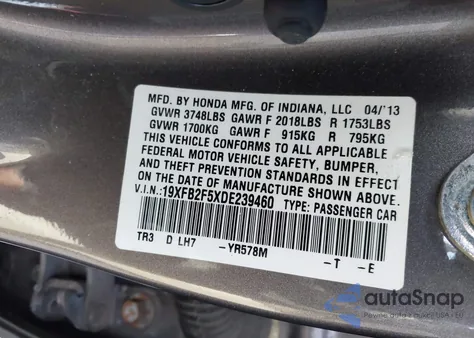 MFD. BY HONDA MFG. OF INDIANA, LLC 04/'13
GVWR 3748LBS GAWR F 2018LBS R 1753LBS
GVWR 1700KG GAWR F 915KG R 795KG
THIS VEHICLE CONFORMS TO ALL APPLICABLE
FEDERAL MOTOR VEHICLE SAFETY, BUMPER,
AND THEFT PREVENTION STANDARDS IN EFFECT
ON THE DATE OF MANUFACTURE SHOWN ABOVE.
V.I.N.: 19XFB2F5XDE239460 TYPE: PASSENGER CAR
TR3 D LH7 -YR578M -T -E
autoSnap